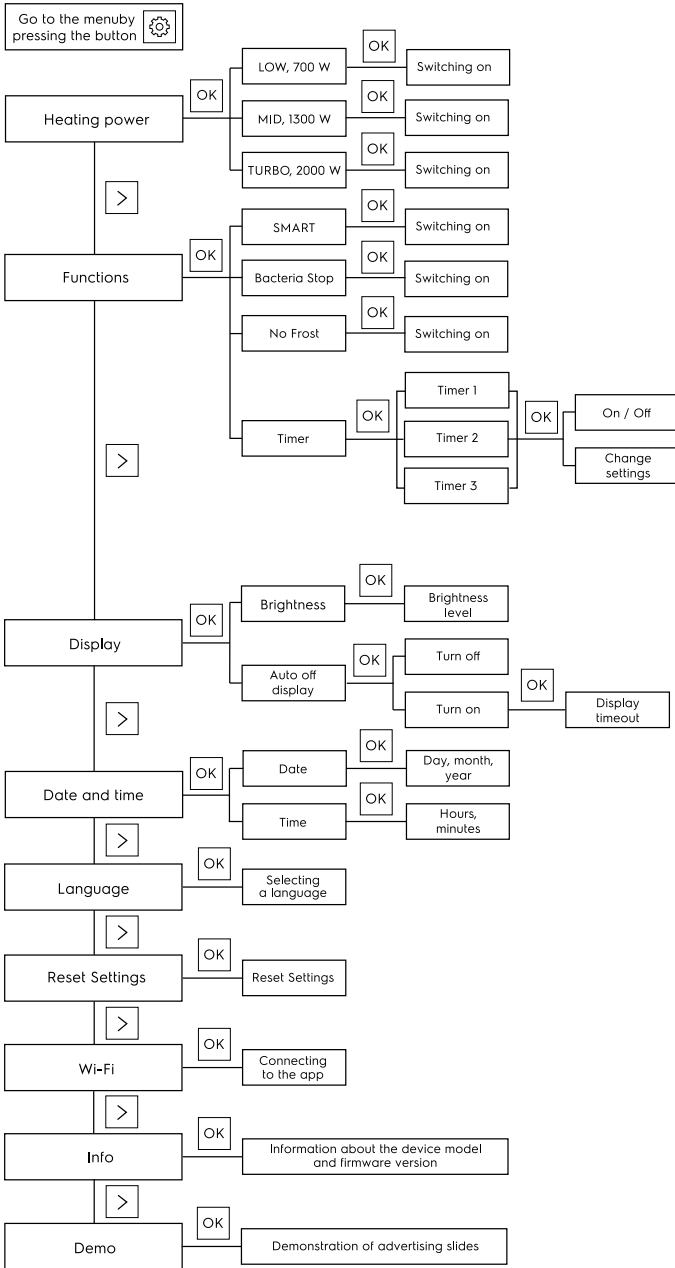 Go to the menuby
pressing the button
Heating power
OK
LOW, 700 W
OK
Switching on
MID, 1300 W
OK
Switching on
TURBO, 2000 W
OK
Switching on
>
Functions
OK
SMART
OK
Switching on
Bacteria Stop
OK
Switching on
No Frost
OK
Switching on
Timer
OK
Timer 1
Timer 2
Timer 3
OK
On / Off
Change
settings
>
Display
OK
Brightness
OK
Brightness
level
Auto off
display
OK
Turn off
Turn on
OK
Display
timeout
>
Date and time
OK
Date
OK
Day, month,
year
Time
OK
Hours,
minutes
>
Language
OK
Selecting
a language
>
Reset Settings
OK
Reset Settings
>
Wi-Fi
OK
Connecting
to the app
>
Info
OK
Information about the device model
and firmware version
>
Demo
OK
Demonstration of advertising slides